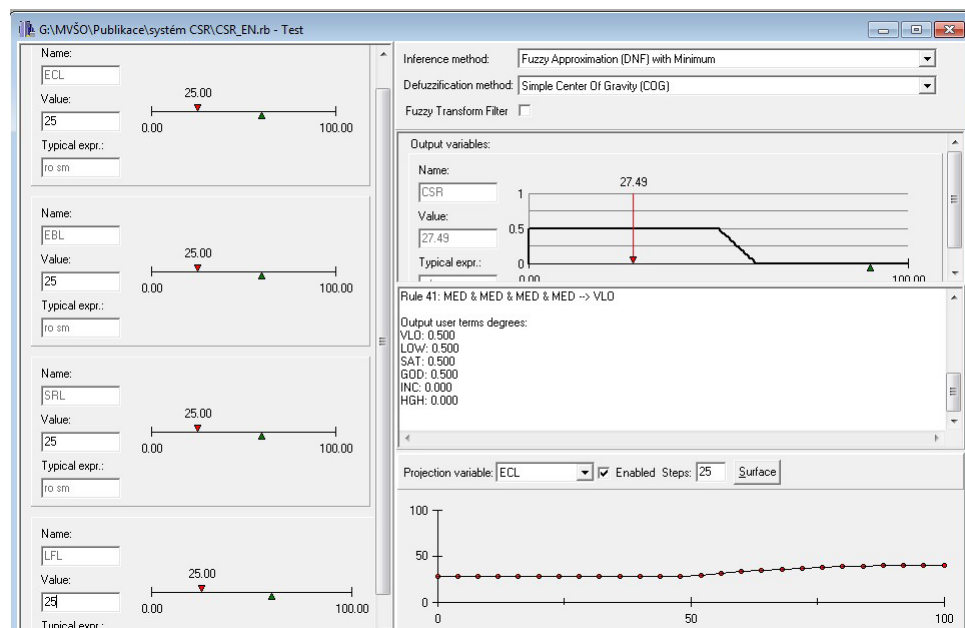 G:\MVŠO\Publikace\systém CSR\CSR_EN.rb - Test
Name:
ECL
Value:
25
Typical expr.:
ro sm
25.00
0.00 100.00
Name:
EBL
Value:
25
Typical expr.:
ro sm
25.00
0.00 100.00
Name:
SRL
Value:
25
Typical expr.:
ro sm
25.00
0.00 100.00
Name:
LFL
Value:
25
25.00
0.00 100.00
Typical expr.:
Inference method: Fuzzy Approximation (DNF) with Minimum
Defuzzification method: Simple Center Of Gravity (COG)
Fuzzy Transform Filter
Output variables:
Name:
CSR
Value:
27.49
Typical expr.:
27.49
1
0.5
0
0.00 100.00
Rule 41: MED & MED & MED & MED --> VLO
Output user terms degrees:
VLO: 0.500
LOW: 0.500
SAT: 0.500
GOD: 0.500
INC: 0.000
HGH: 0.000
Projection variable: ECL Enabled Steps: 25 Surface
100
50
0
0 50 100